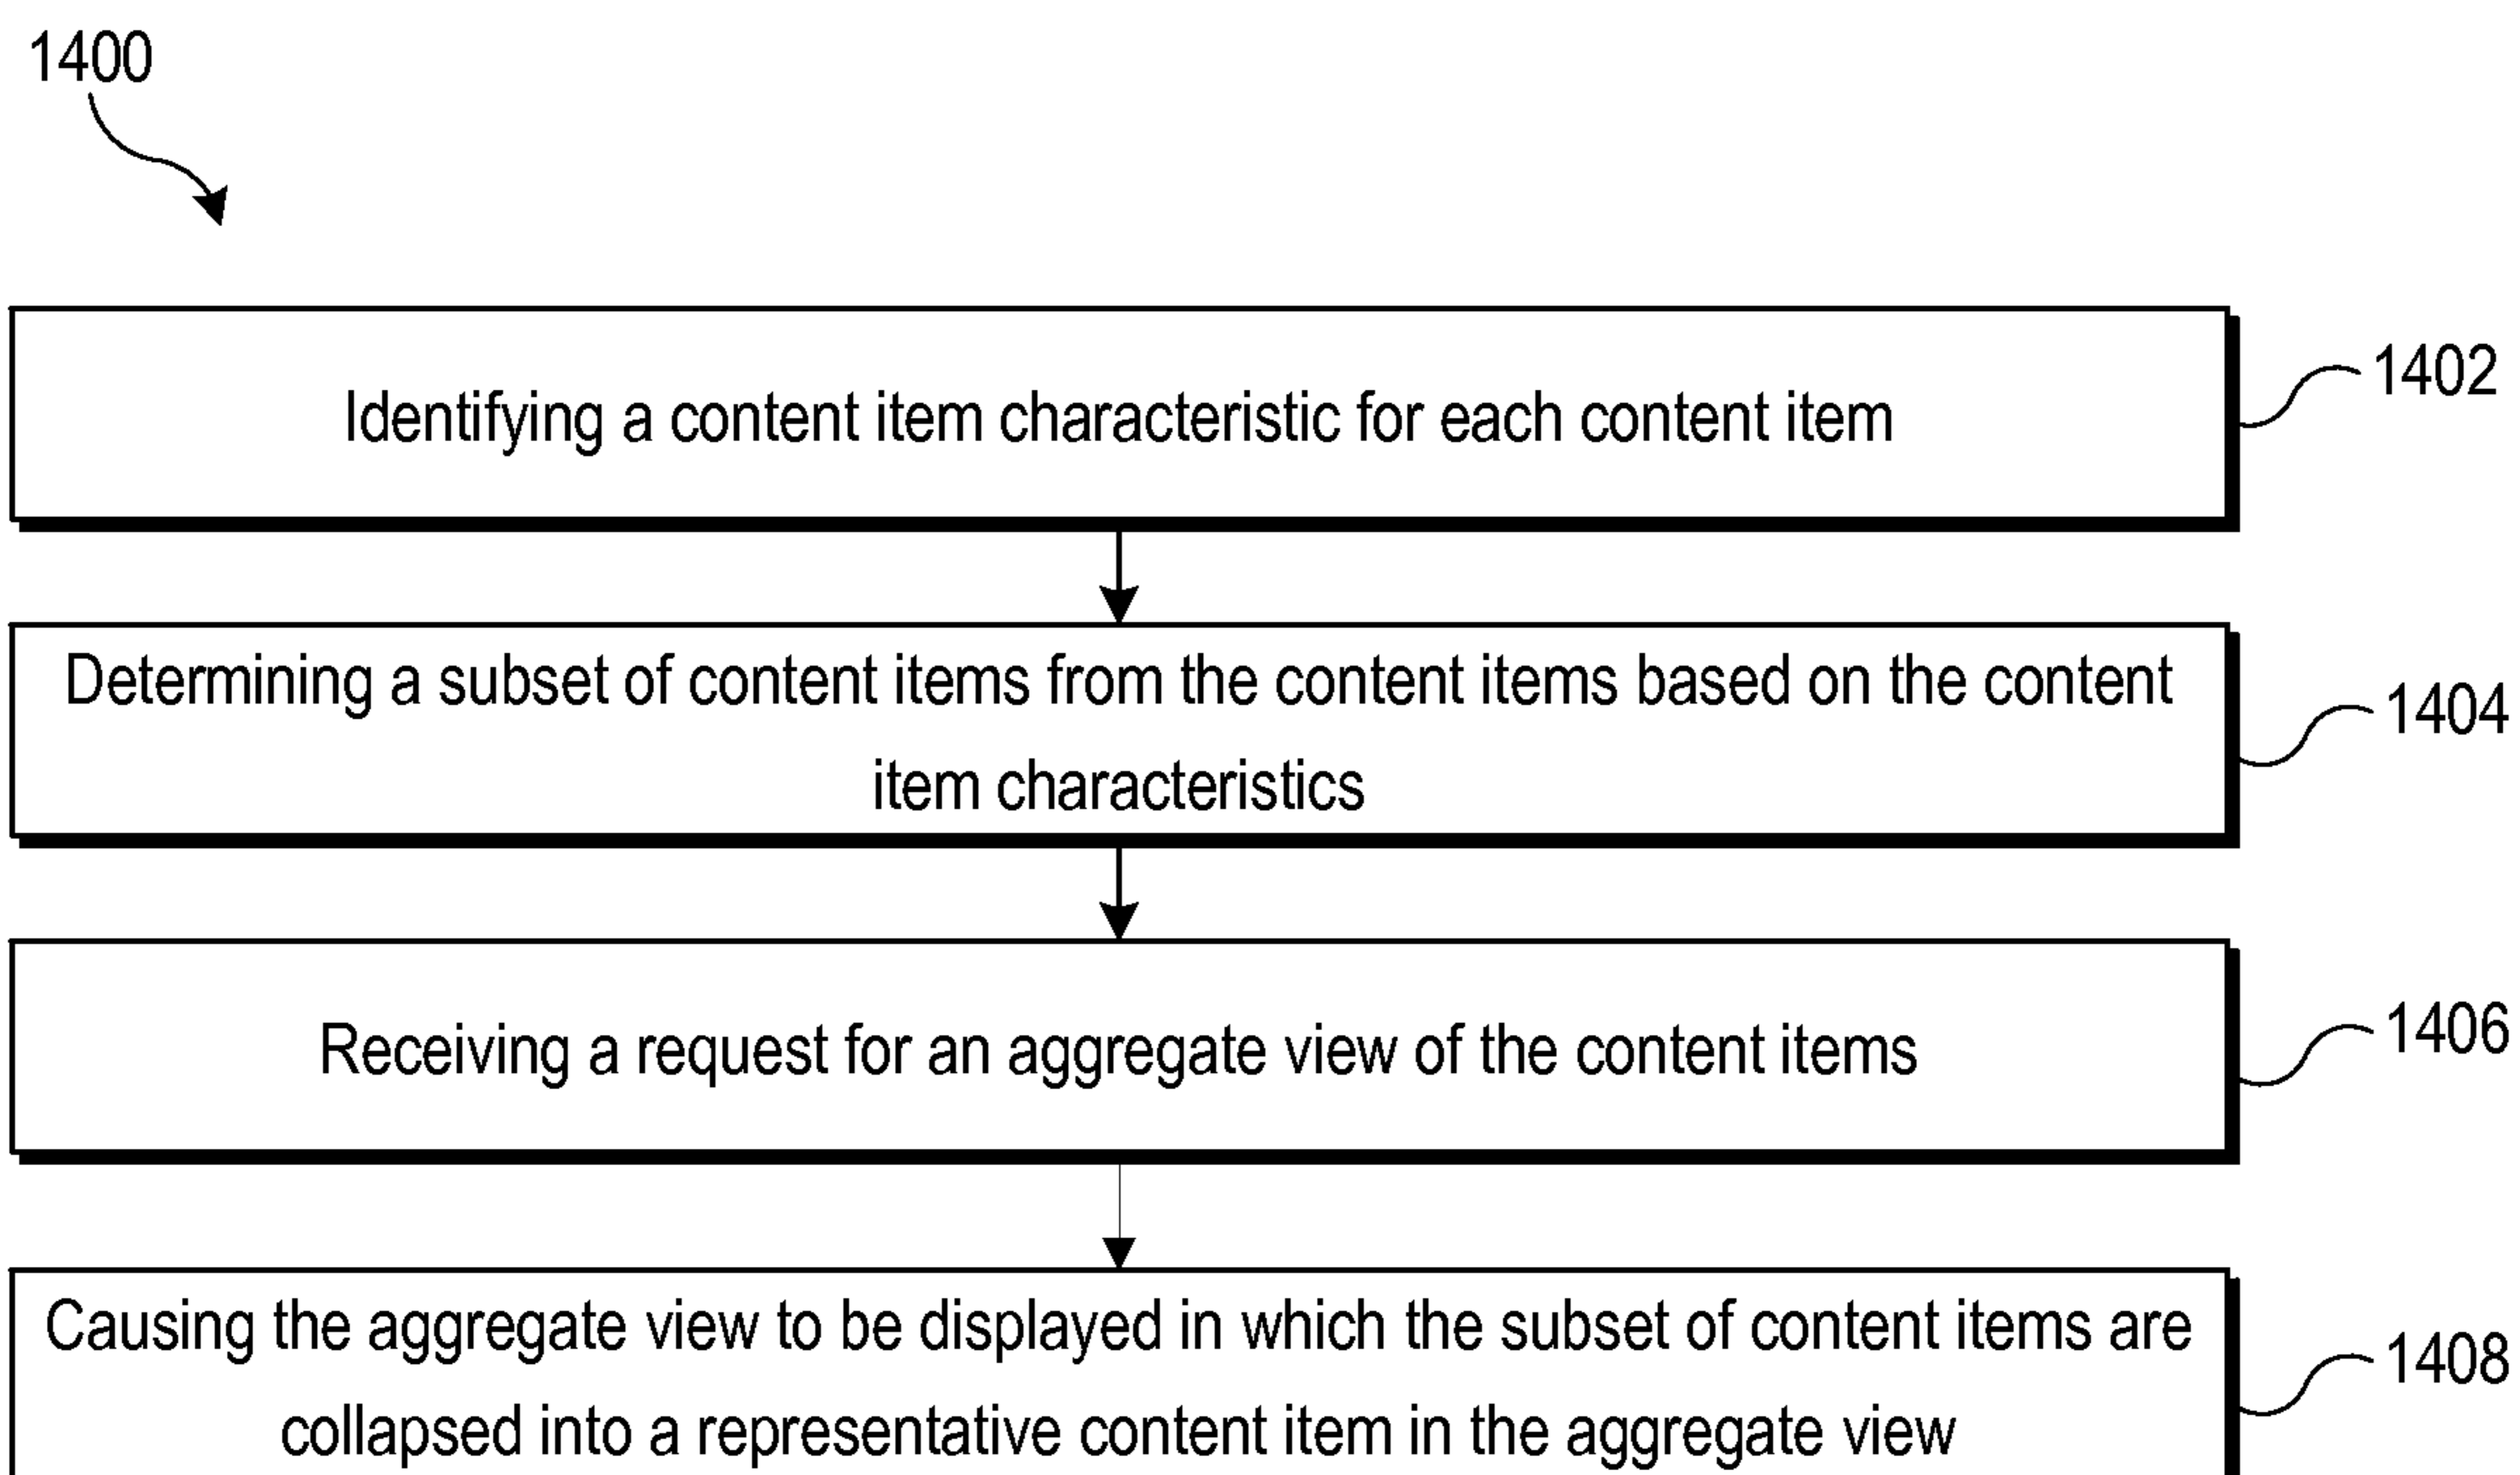 1400
Identifying a content item characteristic for each content item
1402
Determining a subset of content items from the content items based on the content
item characteristics
1404
Receiving a request for an aggregate view of the content items
1406
Causing the aggregate view to be displayed in which the subset of content items are
collapsed into a representative content item in the aggregate view
1408